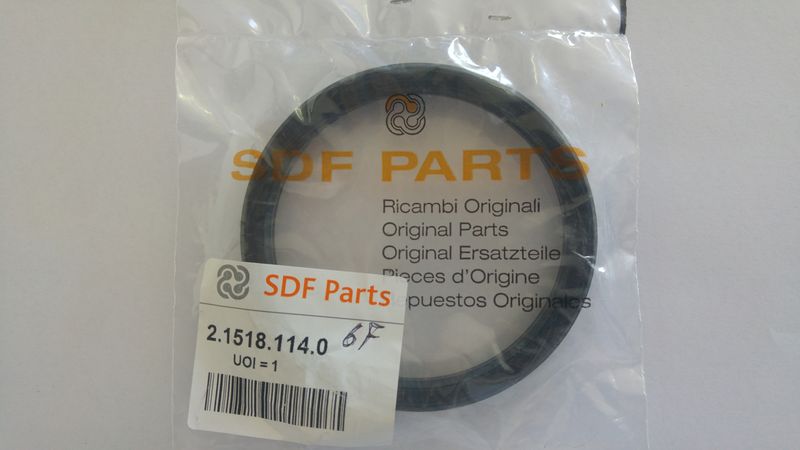 SDF PARTS
Ricambi Originali
Original Parts
Original Ersatzteile
Pieces d'Origine
Repuestos Originales
SDF Parts
2.1518.114.0 6F
UOI = 1